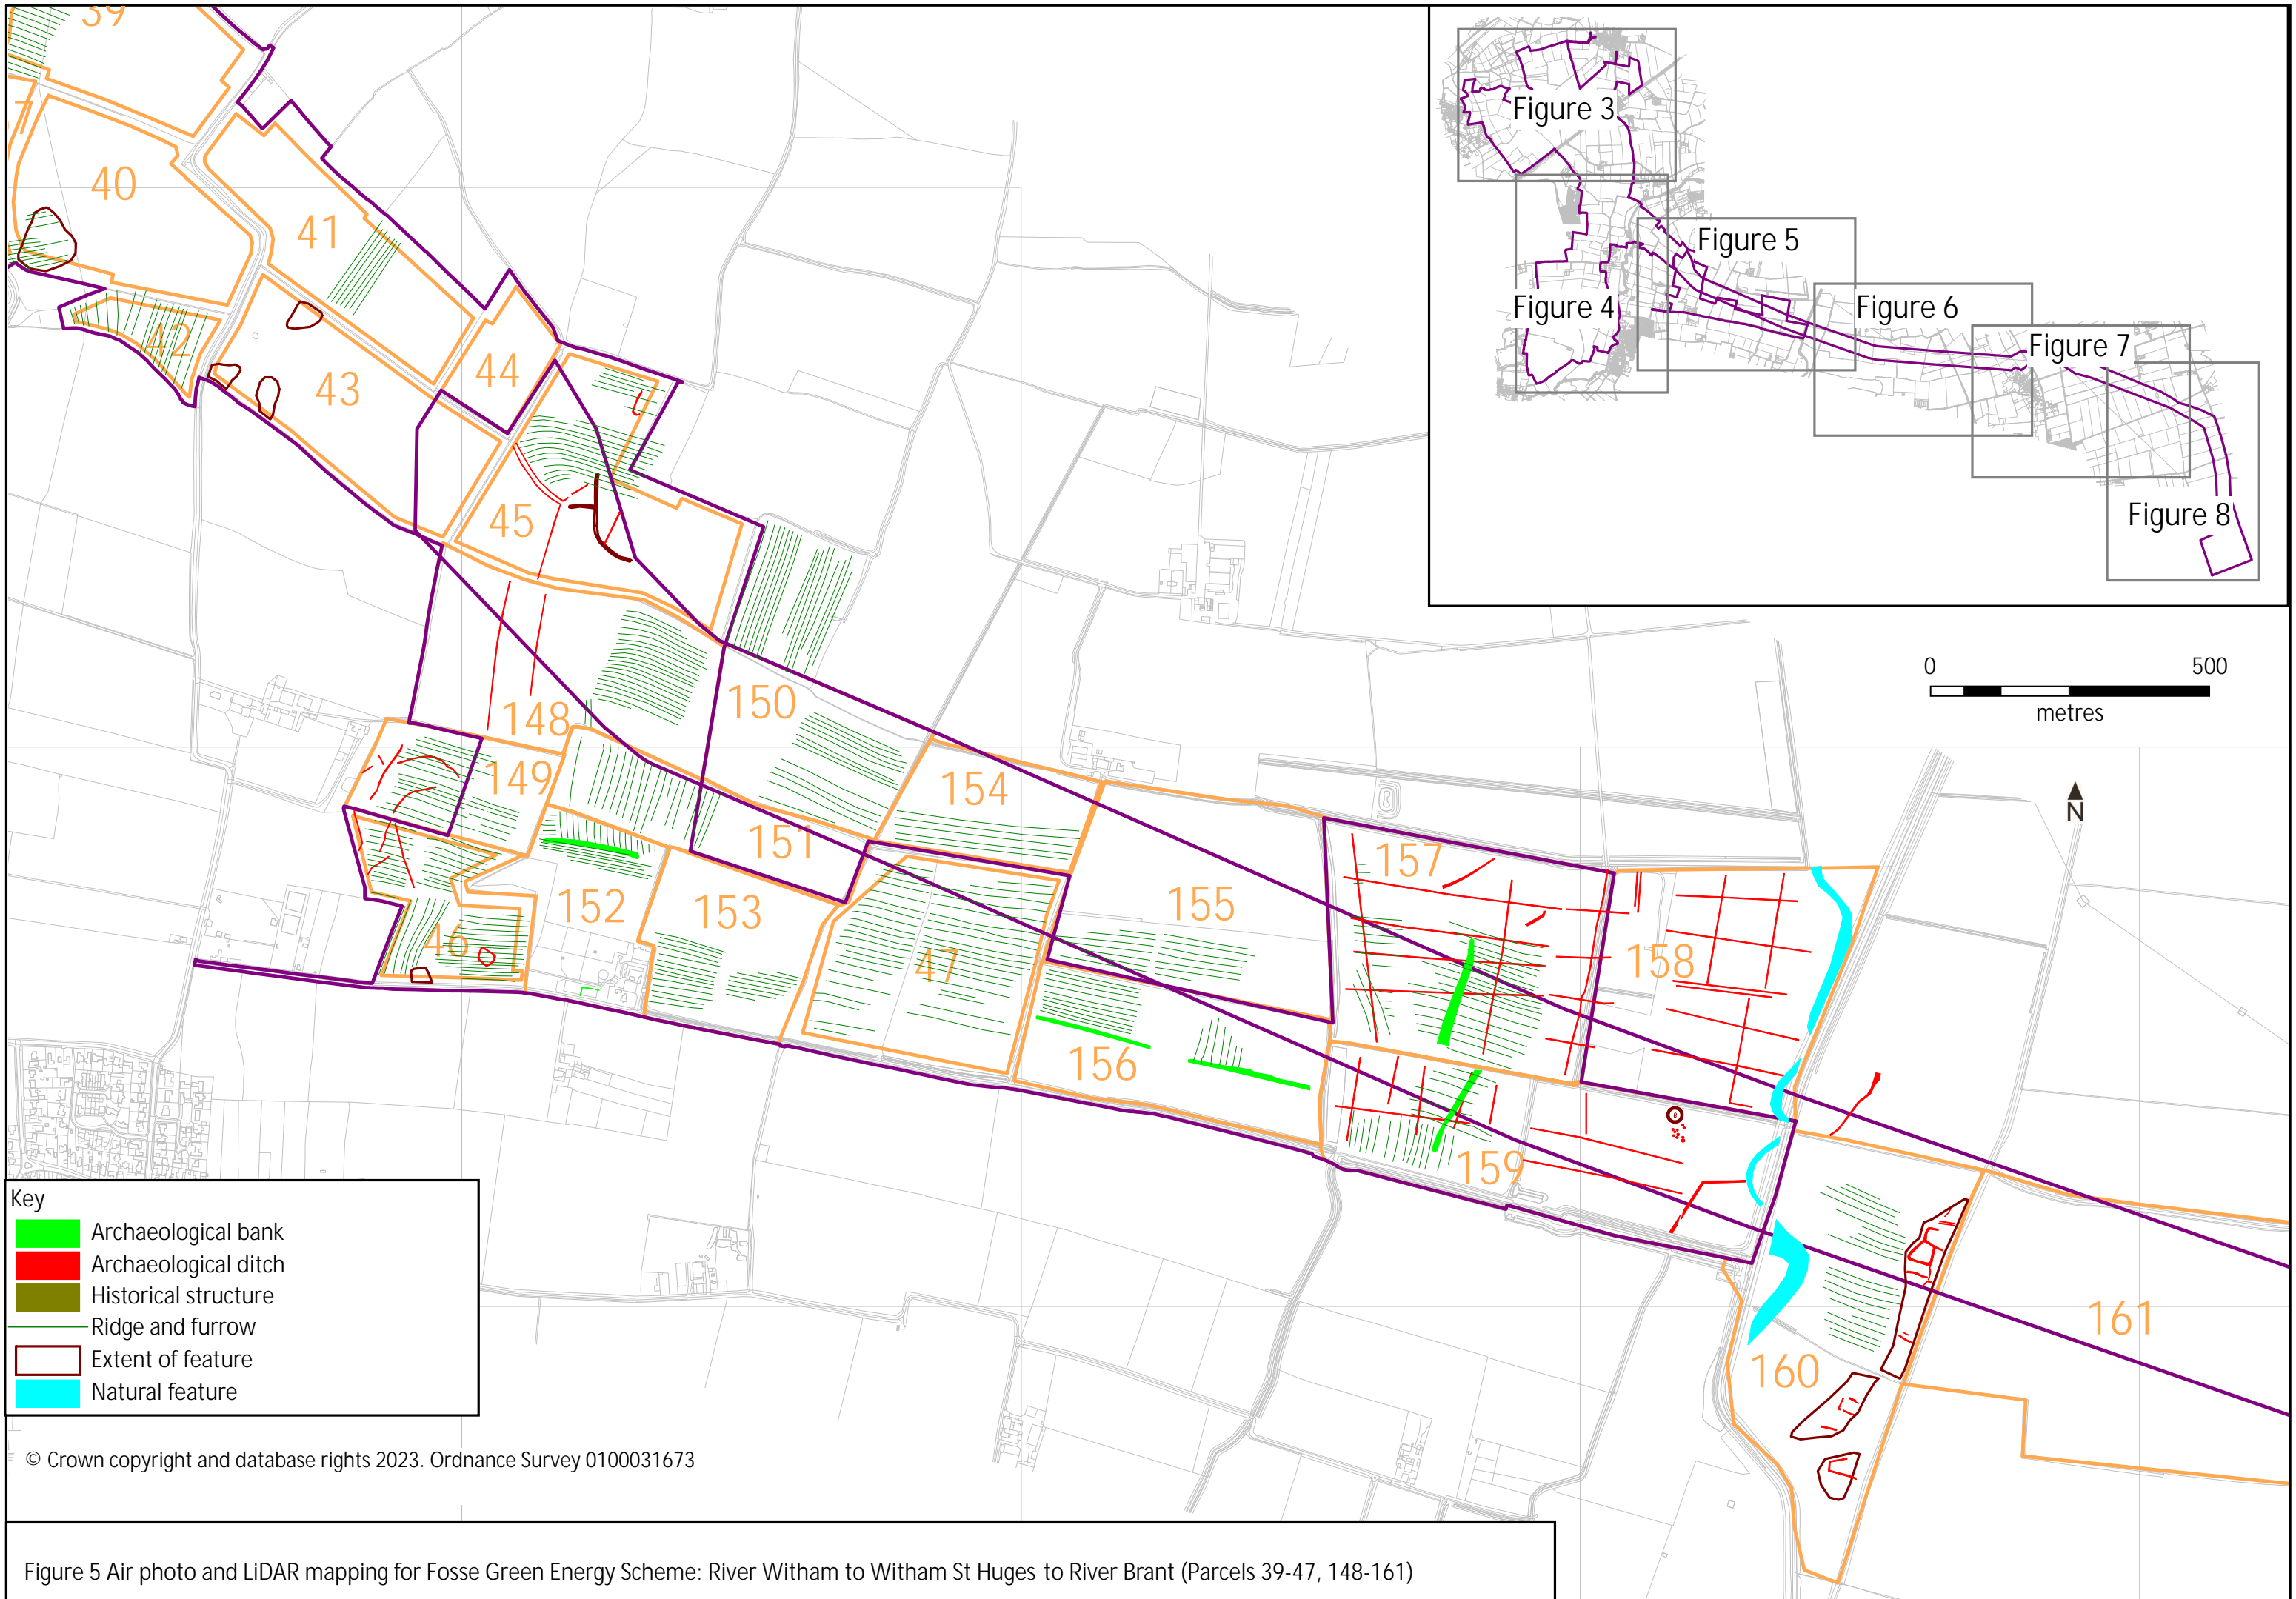 39
7
40
41
42
43
44
45
148
149
150
151
152
153
154
155
156
157
158
159
160
161
46
47
Figure 3
Figure 4
Figure 5
Figure 6
Figure 7
Figure 8
0 500
metres
N
Key
Archaeological bank
Archaeological ditch
Historical structure
Ridge and furrow
Extent of feature
Natural feature
© Crown copyright and database rights 2023. Ordnance Survey 0100031673
Figure 5 Air photo and LiDAR mapping for Fosse Green Energy Scheme: River Witham to Witham St Huges to River Brant (Parcels 39-47, 148-161)